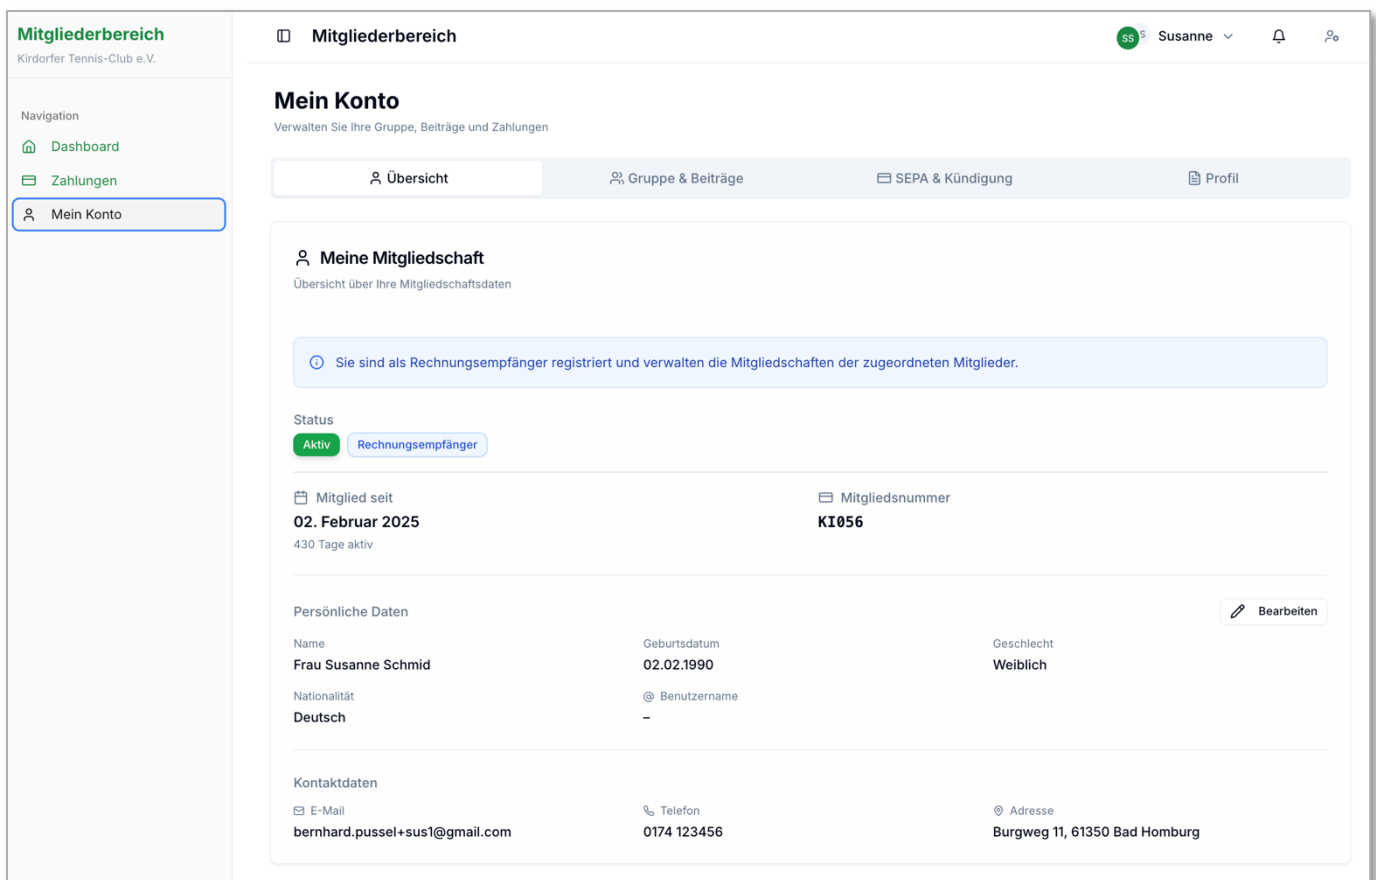 Mitgliederbereich
Kirdorfer Tennis-Club e.V.
Navigation
Dashboard
Zahlungen
Mein Konto
Mitgliederbereich
SS S Susanne
Mein Konto
Verwalten Sie Ihre Gruppe, Beiträge und Zahlungen
Übersicht Gruppe & Beiträge SEPA & Kündigung Profil
Meine Mitgliedschaft
Übersicht über Ihre Mitgliedschaftsdaten
Sie sind als Rechnungsempfänger registriert und verwalten die Mitgliedschaften der zugeordneten Mitglieder.
Status
Aktiv Rechnungsempfänger
Mitglied seit Mitgliedsnummer
02. Februar 2025 KI056
430 Tage aktiv
Persönliche Daten Bearbeiten
Name Geburtsdatum Geschlecht
Frau Susanne Schmid 02.02.1990 Weiblich
Nationalität @ Benutzername
Deutsch –
Kontaktdaten
E-Mail Telefon Adresse
bernhard.pussel+sus1@gmail.com 0174 123456 Burgweg 11, 61350 Bad Homburg